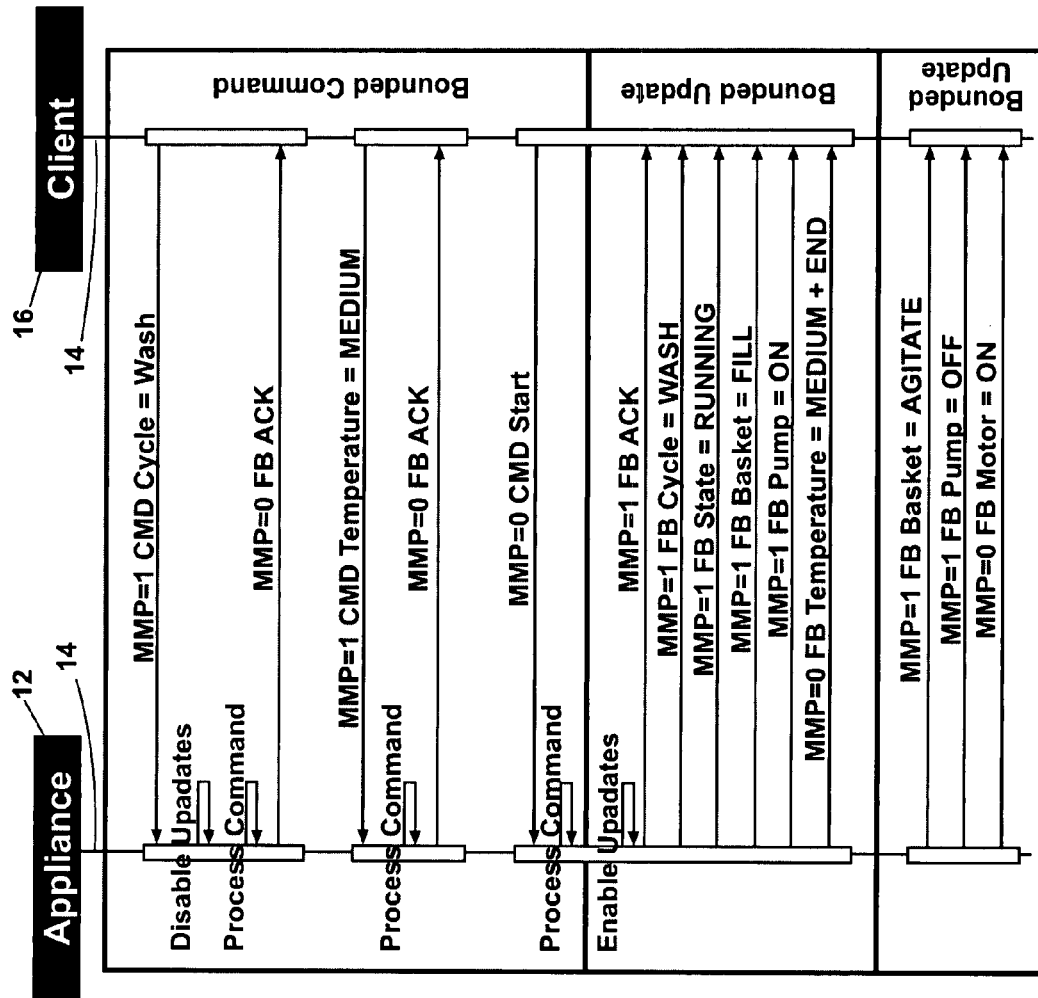 Appliance
12
14
16
Client
14
MMP=1 CMD Cycle = Wash
Disable Upadates
Process Command
MMP=0 FB ACK
MMP=1 CMD Temperature = MEDIUM
Process Command
MMP=0 FB ACK
MMP=0 CMD Start
Process Command
Bounded Command
Enable Upadates
MMP=1 FB ACK
MMP=1 FB Cycle = WASH
MMP=1 FB State = RUNNING
MMP=1 FB Basket = FILL
MMP=1 FB Pump = ON
MMP=0 FB Temperature = MEDIUM + END
Bounded Update
MMP=1 FB Basket = AGITATE
MMP=1 FB Pump = OFF
MMP=0 FB Motor = ON
Bounded
Update